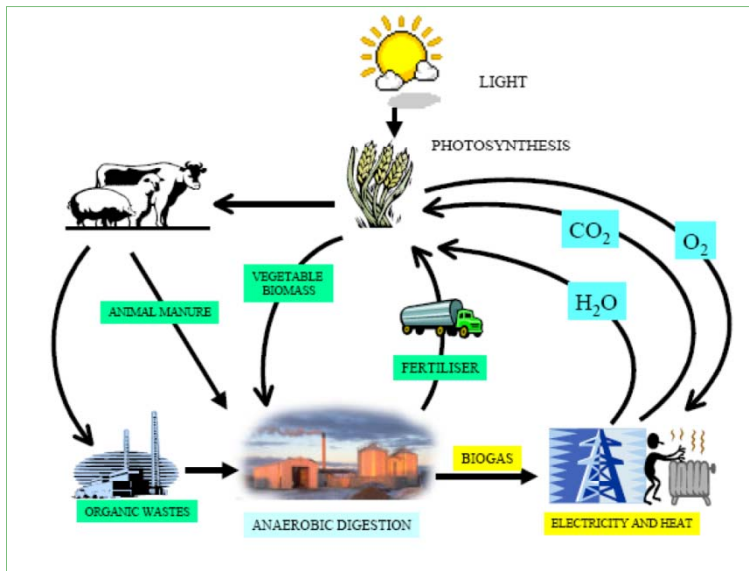 LIGHT
PHOTOSYNTHESIS
CO₂
O₂
VEGETABLE
BIOMASS
H₂O
ANIMAL MANURE
FERTILISER
BIOGAS
ORGANIC WASTES
ANAEROBIC DIGESTION
ELECTRICITY AND HEAT